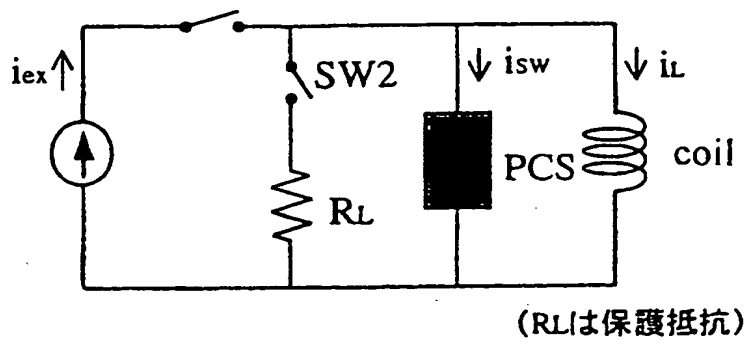 iex
SW2
isw
iL
PCS
coil
RL
(RLは保護抵抗)